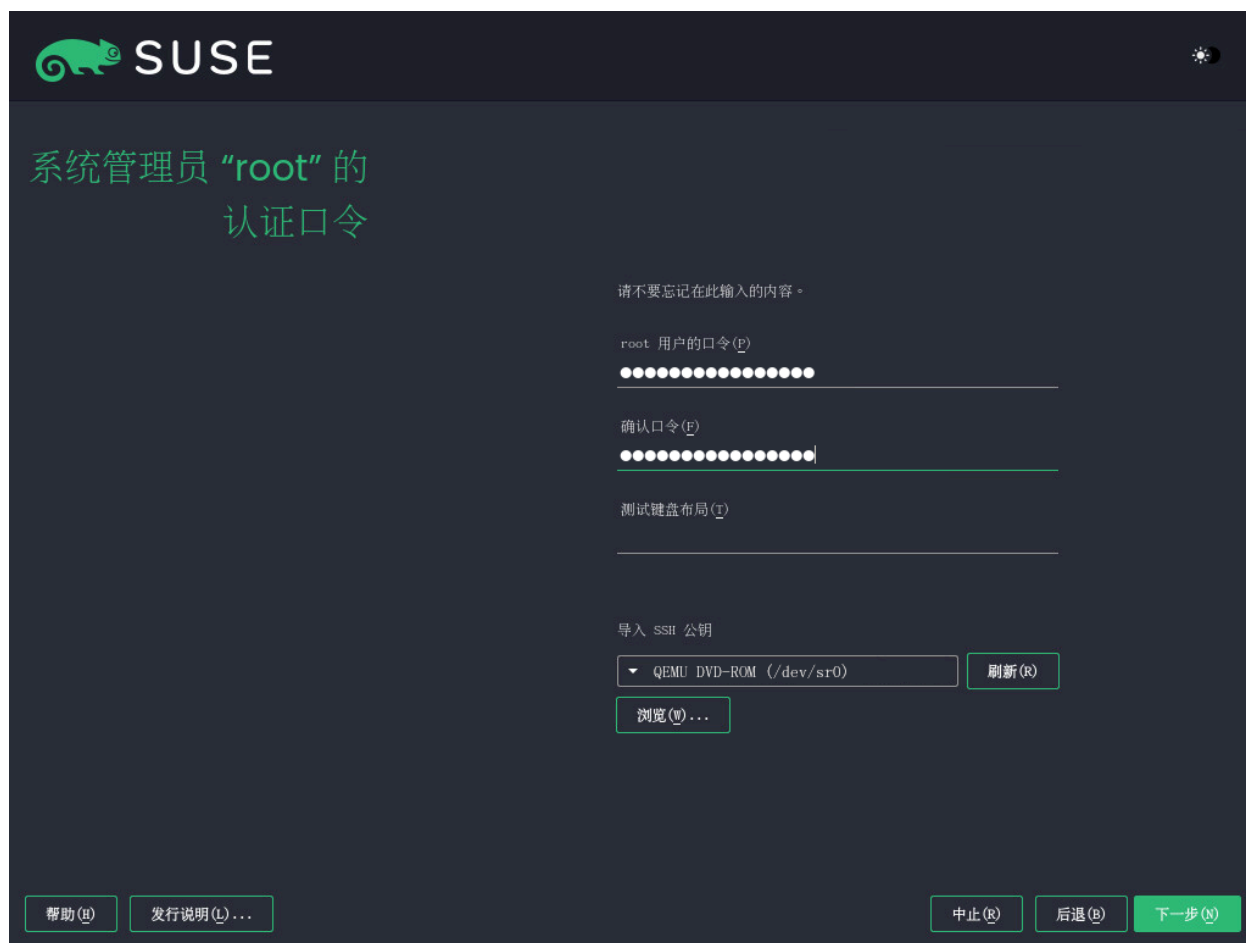 SUSE
系统管理员 “root” 的
认证口令
请不要忘记在此输入的内容。
root 用户的口令(P)
●●●●●●●●●●●●●●●●
确认口令(F)
●●●●●●●●●●●●●●●●
测试键盘布局(T)
导入 SSH 公钥
QEMU DVD-ROM (/dev/sr0)
刷新(R)
浏览(W)...
帮助(H)
发行说明(L)...
中止(R)
后退(B)
下一步(N)